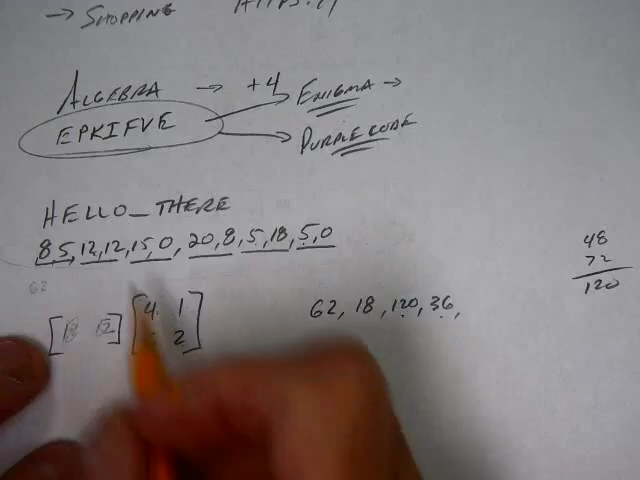 → SHOPPING
ALGEBRA → +4 ENIGMA →
EPKIFVE PURPLE CODE
HELLO_THERE
8,5,12,12,15,0,20,8,5,18,5,0
62
48
72
120
4 1
62, 18, 120, 36,
2